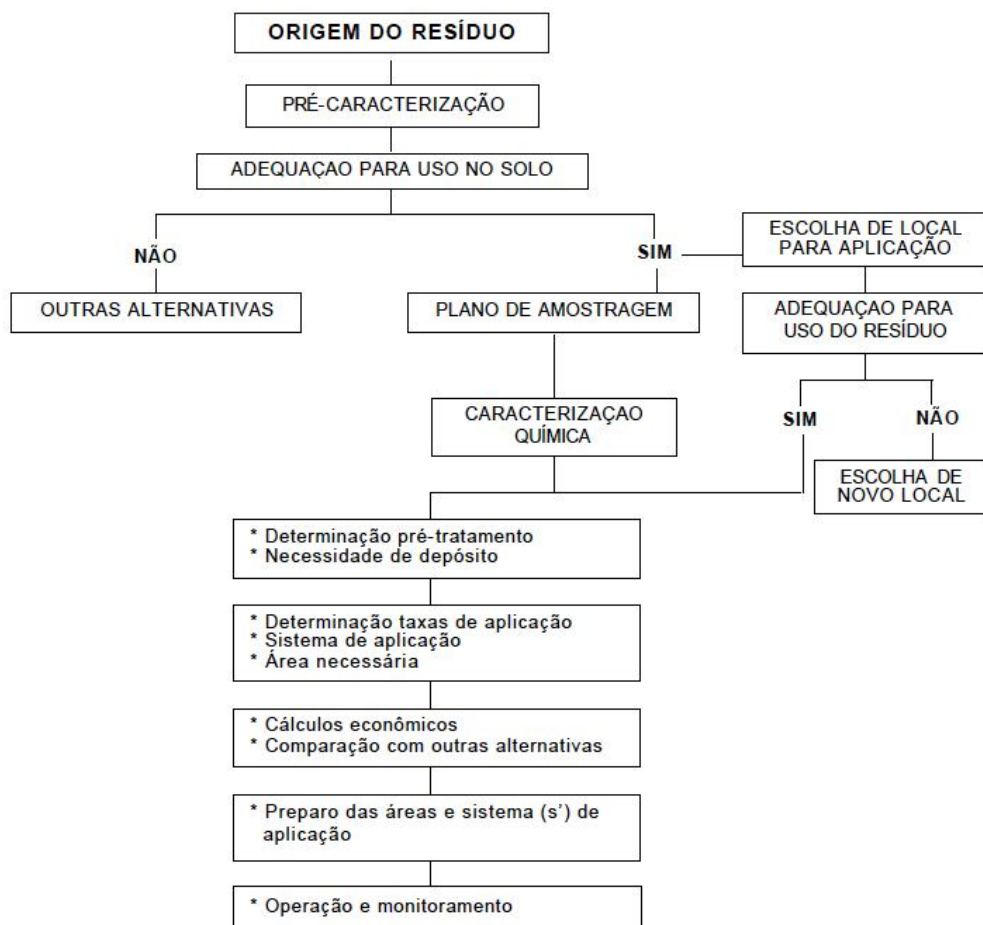 ORIGEM DO RESÍDUO
PRÉ-CARACTERIZAÇÃO
ADEQUAÇAO PARA USO NO SOLO
NÃO
SIM
ESCOLHA DE LOCAL
PARA APLICAÇÃO
OUTRAS ALTERNATIVAS
PLANO DE AMOSTRAGEM
ADEQUAÇAO PARA
USO DO RESÍDUO
CARACTERIZAÇAO
QUÍMICA
SIM
NÃO
ESCOLHA DE
NOVO LOCAL
* Determinação pré-tratamento
* Necessidade de depósito
* Determinação taxas de aplicação
* Sistema de aplicação
* Área necessária
* Cálculos econômicos
* Comparação com outras alternativas
* Preparo das áreas e sistema (s’) de
aplicação
* Operação e monitoramento